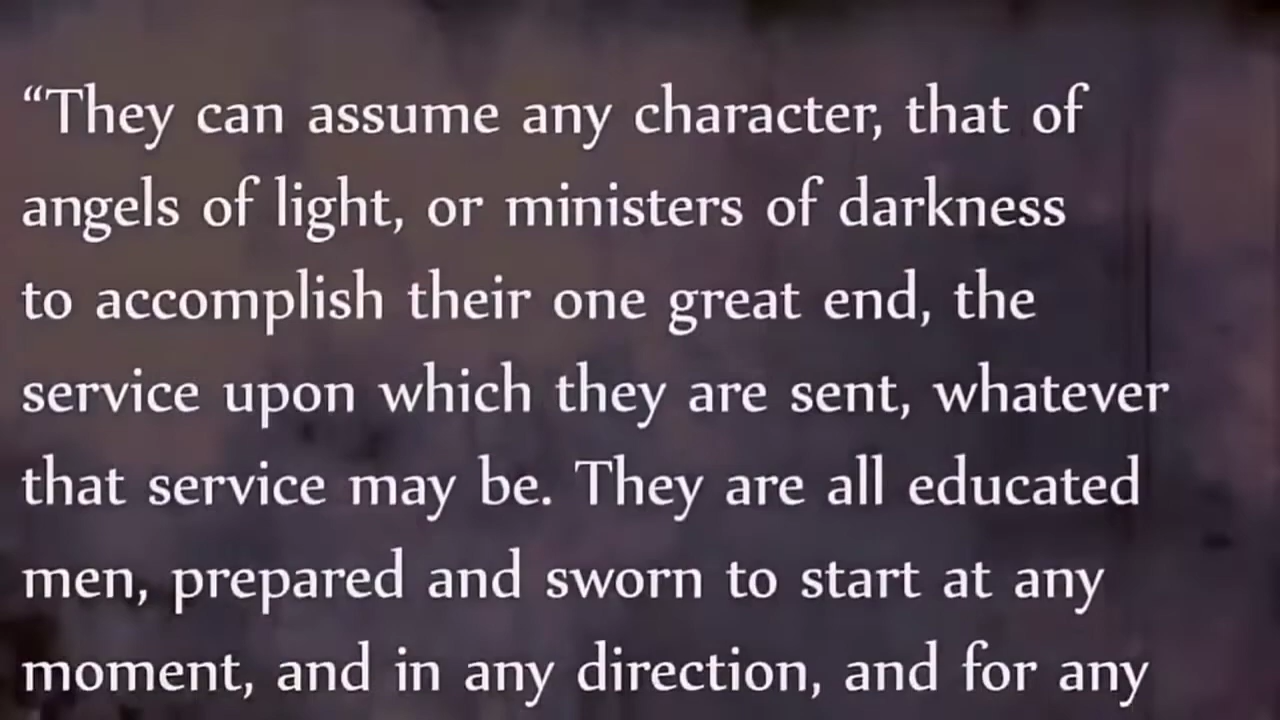 “They can assume any character, that of
angels of light, or ministers of darkness
to accomplish their one great end, the
service upon which they are sent, whatever
that service may be. They are all educated
men, prepared and sworn to start at any
moment, and in any direction, and for any